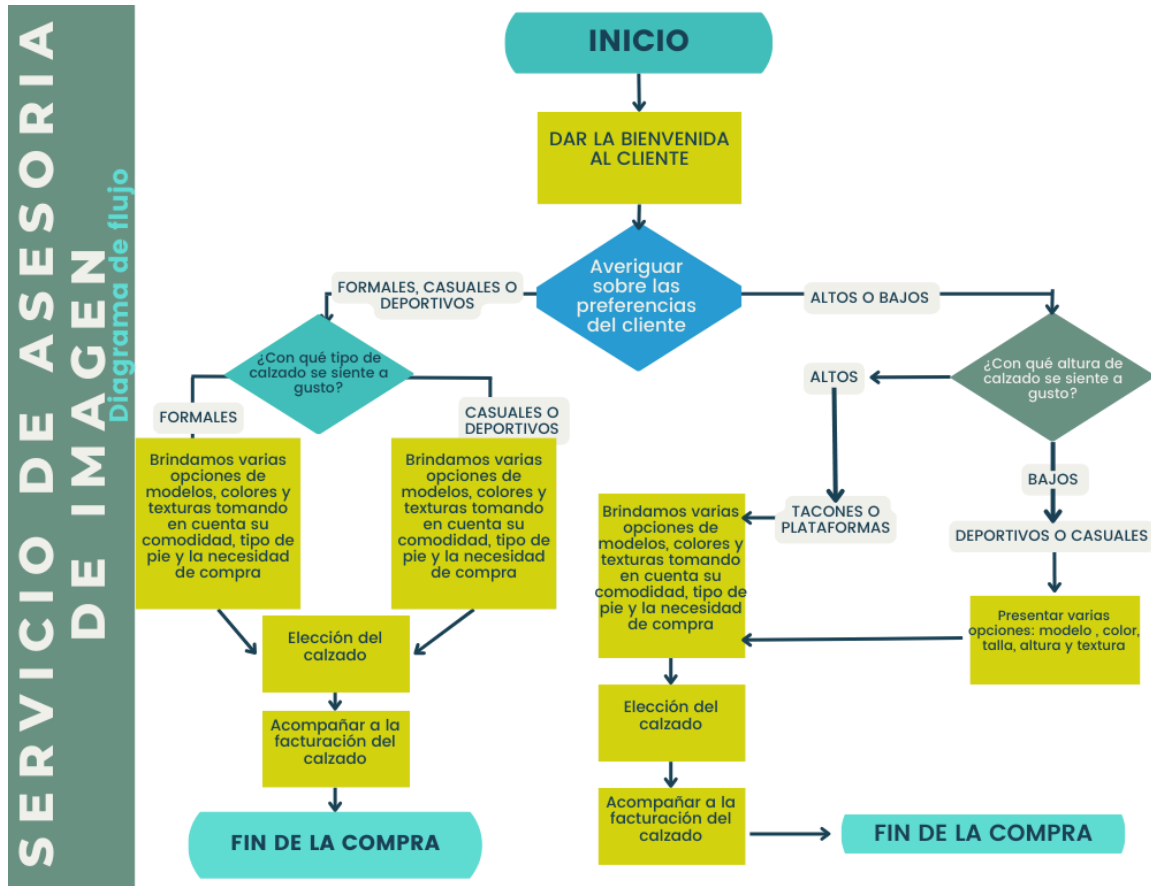 SERVICIO DE ASESORIA
DE IMAGEN
Diagrama de flujo
INICIO
DAR LA BIENVENIDA
AL CLIENTE
Averiguar
sobre las
preferencias
del cliente
FORMALES, CASUALES O
DEPORTIVOS
ALTOS O BAJOS
¿Con qué tipo de
calzado se siente a
gusto?
¿Con qué altura de
calzado se siente a
gusto?
FORMALES
CASUALES O
DEPORTIVOS
Brindamos varias
opciones de
modelos, colores y
texturas tomando
en cuenta su
comodidad, tipo de
pie y la necesidad
de compra
Brindamos varias
opciones de
modelos, colores y
texturas tomando
en cuenta su
comodidad, tipo de
pie y la necesidad
de compra
Elección del
calzado
Acompañar a la
facturación del
calzado
FIN DE LA COMPRA
ALTOS
TACONES O
PLATAFORMAS
BAJOS
DEPORTIVOS O CASUALES
Presentar varias
opciones: modelo , color,
talla, altura y textura
Brindamos varias
opciones de
modelos, colores y
texturas tomando
en cuenta su
comodidad, tipo de
pie y la necesidad
de compra
Elección del
calzado
Acompañar a la
facturación del
calzado
FIN DE LA COMPRA